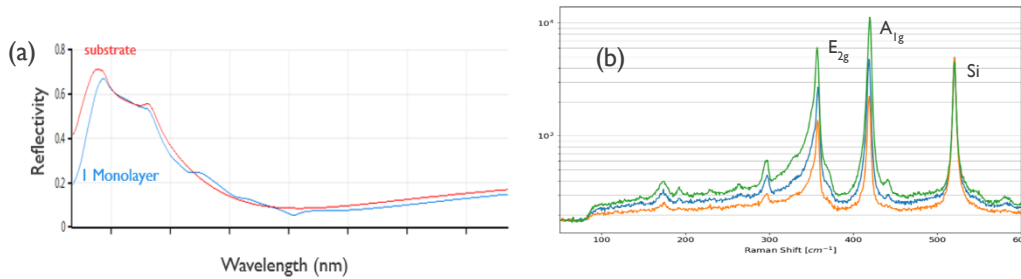 (a)
substrate
0.8
0.6
0.4
0.2
0
Reflectivity
1 Monolayer
Wavelength (nm)
(b)
10⁴
10³
E₂g
A₁g
Si
100
200
300
400
500
600
Raman Shift [cm⁻¹]